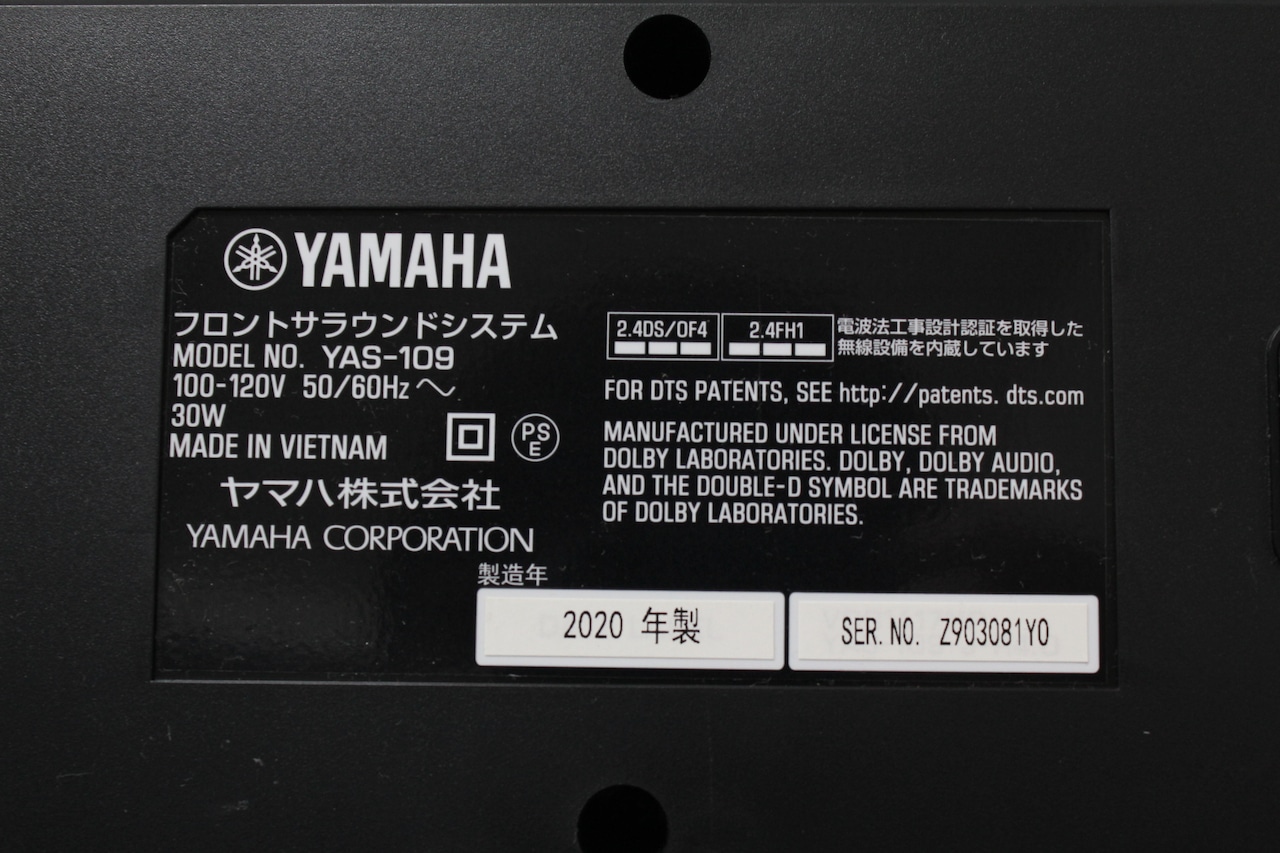 YAMAHA
フロントサラウンドシステム
MODEL NO. YAS-109
100-120V 50/60Hz ～
30W
MADE IN VIETNAM
PS
E
ヤマハ株式会社
YAMAHA CORPORATION
2.4DS/OF4
2.4FH1
電波法工事設計認証を取得した
無線設備を内蔵しています
FOR DTS PATENTS, SEE http://patents. dts.com
MANUFACTURED UNDER LICENSE FROM
DOLBY LABORATORIES. DOLBY, DOLBY AUDIO,
AND THE DOUBLE-D SYMBOL ARE TRADEMARKS
OF DOLBY LABORATORIES.
製造年
2020 年製
SER. NO. Z903081Y0